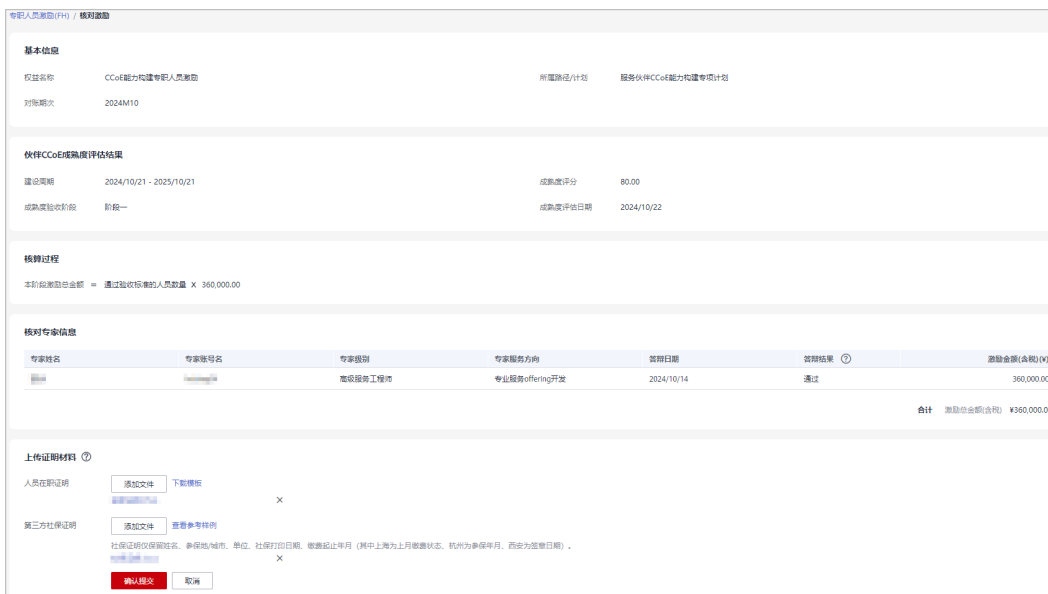 专职人员激励(FH) / 核对激励
基本信息
权益名称 CCoE能力构建专职人员激励 所属路径/计划 服务伙伴CCoE能力构建专项计划
对账期次 2024M10
伙伴CCoE成熟度评估结果
建设周期 2024/10/21 - 2025/10/21 成熟度评分 80.00
成熟度验收阶段 阶段一 成熟度评估日期 2024/10/22
核算过程
本阶段激励总金额 = 通过验收标准的人员数量 X 360,000.00
核对专家信息
专家姓名 专家账号名 专家级别 专家服务方向 答辩日期 答辩结果 ? 激励金额(含税)(¥)
高级服务工程师 专业服务offering开发 2024/10/14 通过 360,000.00
合计 激励总金额(含税) ¥360,000.0
上传证明材料 ?
人员在职证明 添加文件 下载模板
第三方社保证明 添加文件 查看参考样例
社保证明仅保留姓名、参保地/城市、单位、社保打印日期、缴费起止年月（其中上海为上月缴费状态、杭州为参保年月、西安为签章日期）。
确认提交 取消